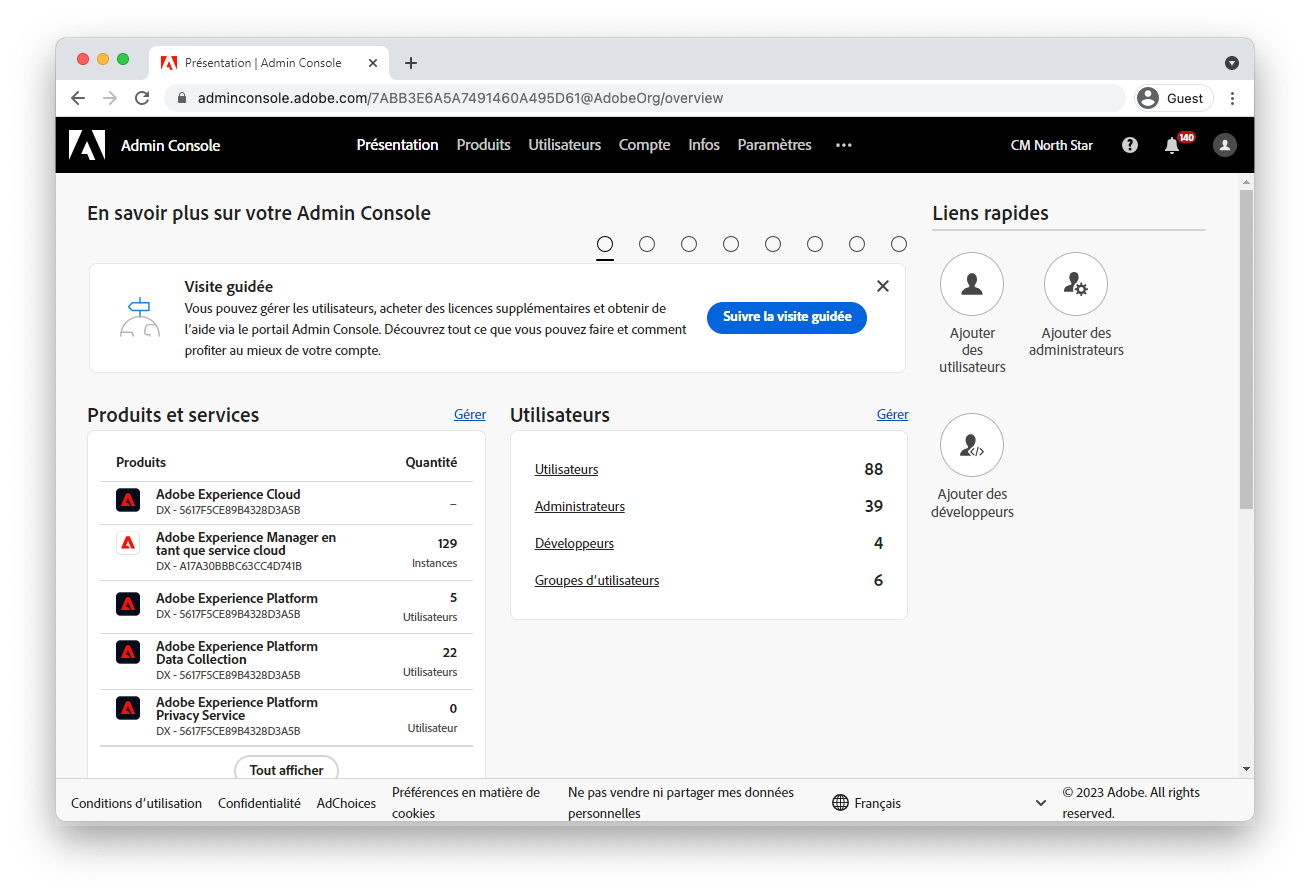 Présentation | Admin Console
adminconsole.adobe.com/7ABB3E6A5A7491460A495D61@AdobeOrg/overview
Guest
Admin Console
Présentation
Produits
Utilisateurs
Compte
Infos
Paramètres
CM North Star
140
En savoir plus sur votre Admin Console
Visite guidée
Vous pouvez gérer les utilisateurs, acheter des licences supplémentaires et obtenir de
l’aide via le portail Admin Console. Découvrez tout ce que vous pouvez faire et comment
profiter au mieux de votre compte.
Suivre la visite guidée
Produits et services
Gérer
Produits
Quantité
Adobe Experience Cloud
DX - 5617F5CE89B4328D3A5B
–
Adobe Experience Manager en
tant que service cloud
DX - A17A30BBBC63CC4D741B
129
Instances
Adobe Experience Platform
DX - 5617F5CE89B4328D3A5B
5
Utilisateurs
Adobe Experience Platform
Data Collection
DX - 5617F5CE89B4328D3A5B
22
Utilisateurs
Adobe Experience Platform
Privacy Service
DX - 5617F5CE89B4328D3A5B
0
Utilisateur
Tout afficher
Utilisateurs
Gérer
Utilisateurs
88
Administrateurs
39
Développeurs
4
Groupes d’utilisateurs
6
Liens rapides
Ajouter
des
utilisateurs
Ajouter des
administrateurs
Ajouter des
développeurs
Conditions d’utilisation
Confidentialité
AdChoices
Préférences en matière de
cookies
Ne pas vendre ni partager mes données
personnelles
Français
© 2023 Adobe. All rights
reserved.